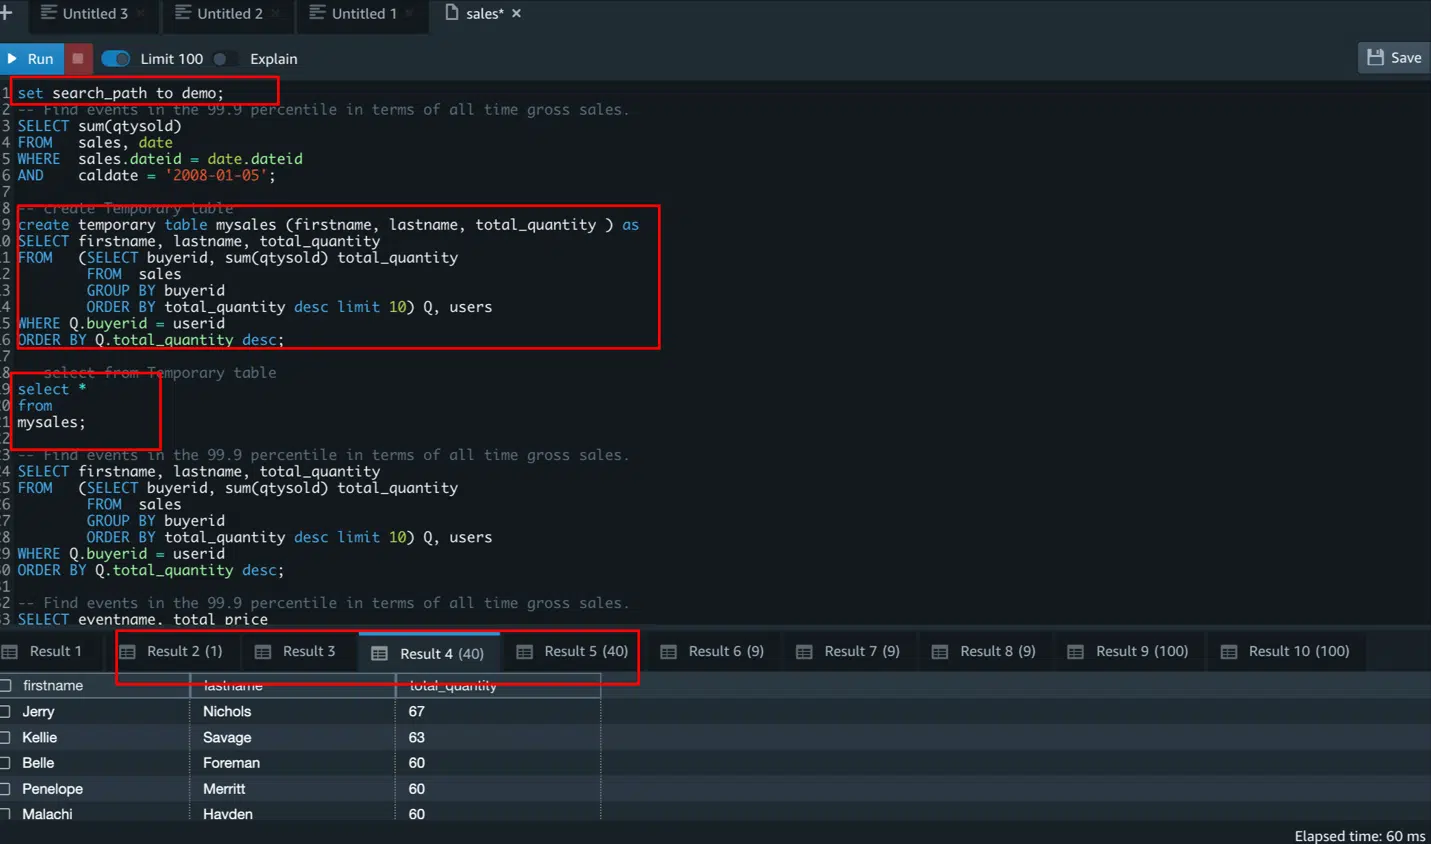 + Untitled 3 × Untitled 2 × Untitled 1 × sales* ×
Run Limit 100 Explain Save
1 set search_path to demo;
2 -- Find events in the 99.9 percentile in terms of all time gross sales.
3 SELECT sum(qtysold)
4 FROM sales, date
5 WHERE sales.dateid = date.dateid
6 AND caldate = '2008-01-05';
7
8 -- create Temporary table
9 create temporary table mysales (firstname, lastname, total_quantity ) as
0 SELECT firstname, lastname, total_quantity
1 FROM (SELECT buyerid, sum(qtysold) total_quantity
2 FROM sales
3 GROUP BY buyerid
4 ORDER BY total_quantity desc limit 10) Q, users
5 WHERE Q.buyerid = userid
6 ORDER BY Q.total_quantity desc;
7
8 select from Temporary table
9 select *
0 from
1 mysales;
2
3 -- Find events in the 99.9 percentile in terms of all time gross sales.
4 SELECT firstname, lastname, total_quantity
5 FROM (SELECT buyerid, sum(qtysold) total_quantity
6 FROM sales
7 GROUP BY buyerid
8 ORDER BY total_quantity desc limit 10) Q, users
9 WHERE Q.buyerid = userid
0 ORDER BY Q.total_quantity desc;
1
2 -- Find events in the 99.9 percentile in terms of all time gross sales.
3 SELECT eventname, total_price
Result 1 Result 2 (1) Result 3 Result 4 (40) Result 5 (40) Result 6 (9) Result 7 (9) Result 8 (9) Result 9 (100) Result 10 (100)
firstname lastname total_quantity
Jerry Nichols 67
Kellie Savage 63
Belle Foreman 60
Penelope Merritt 60
Malachi Hayden 60
Elapsed time: 60 ms